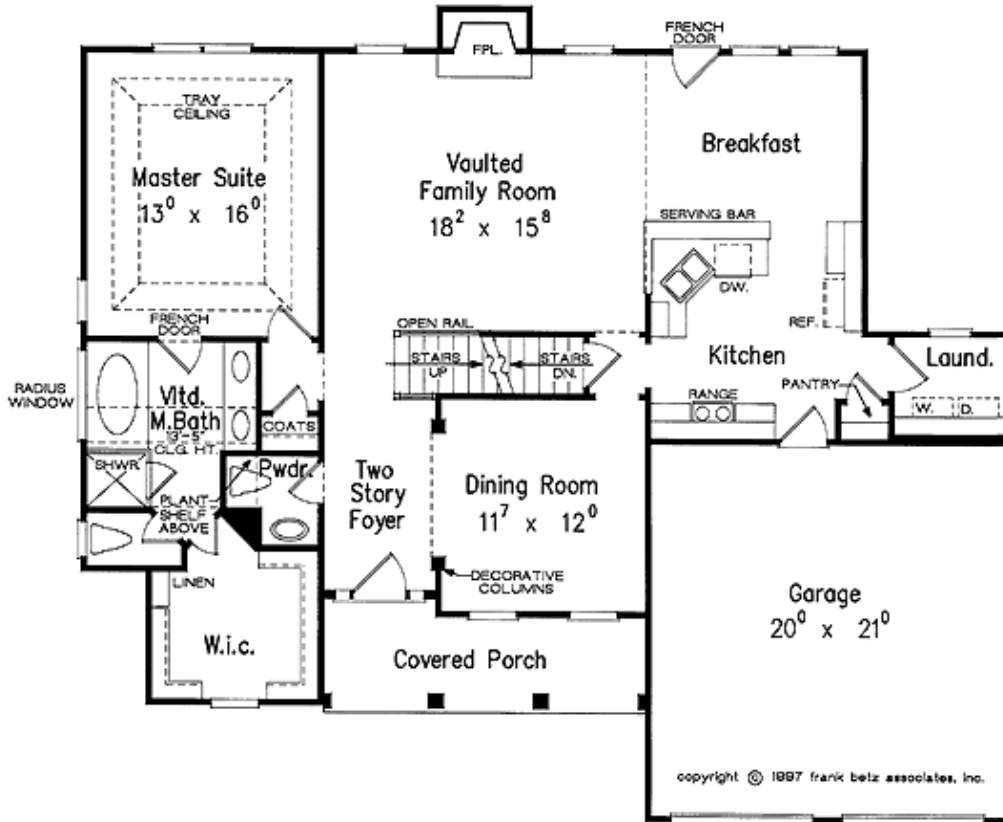 FRENCH
DOOR
FPL.
TRAY
CEILING
Master Suite
13⁰ x 16⁰
Vaulted
Family Room
18² x 15⁸
Breakfast
SERVING BAR
DW.
REF.
FRENCH
DOOR
OPEN RAIL
STAIRS
UP
STAIRS
DN.
Kitchen
Laund.
RADIUS
WINDOW
Vltd.
M.Bath
13'-5"
CLG. HT.
COATS
RANGE
PANTRY
W.
D.
SHWR.
Pwdr.
PLANT
SHELF
ABOVE
Two
Story
Foyer
Dining Room
11⁷ x 12⁰
DECORATIVE
COLUMNS
LINEN
W.i.c.
Covered Porch
Garage
20⁰ x 21⁰
copyright © 1997 frank betz associates, inc.